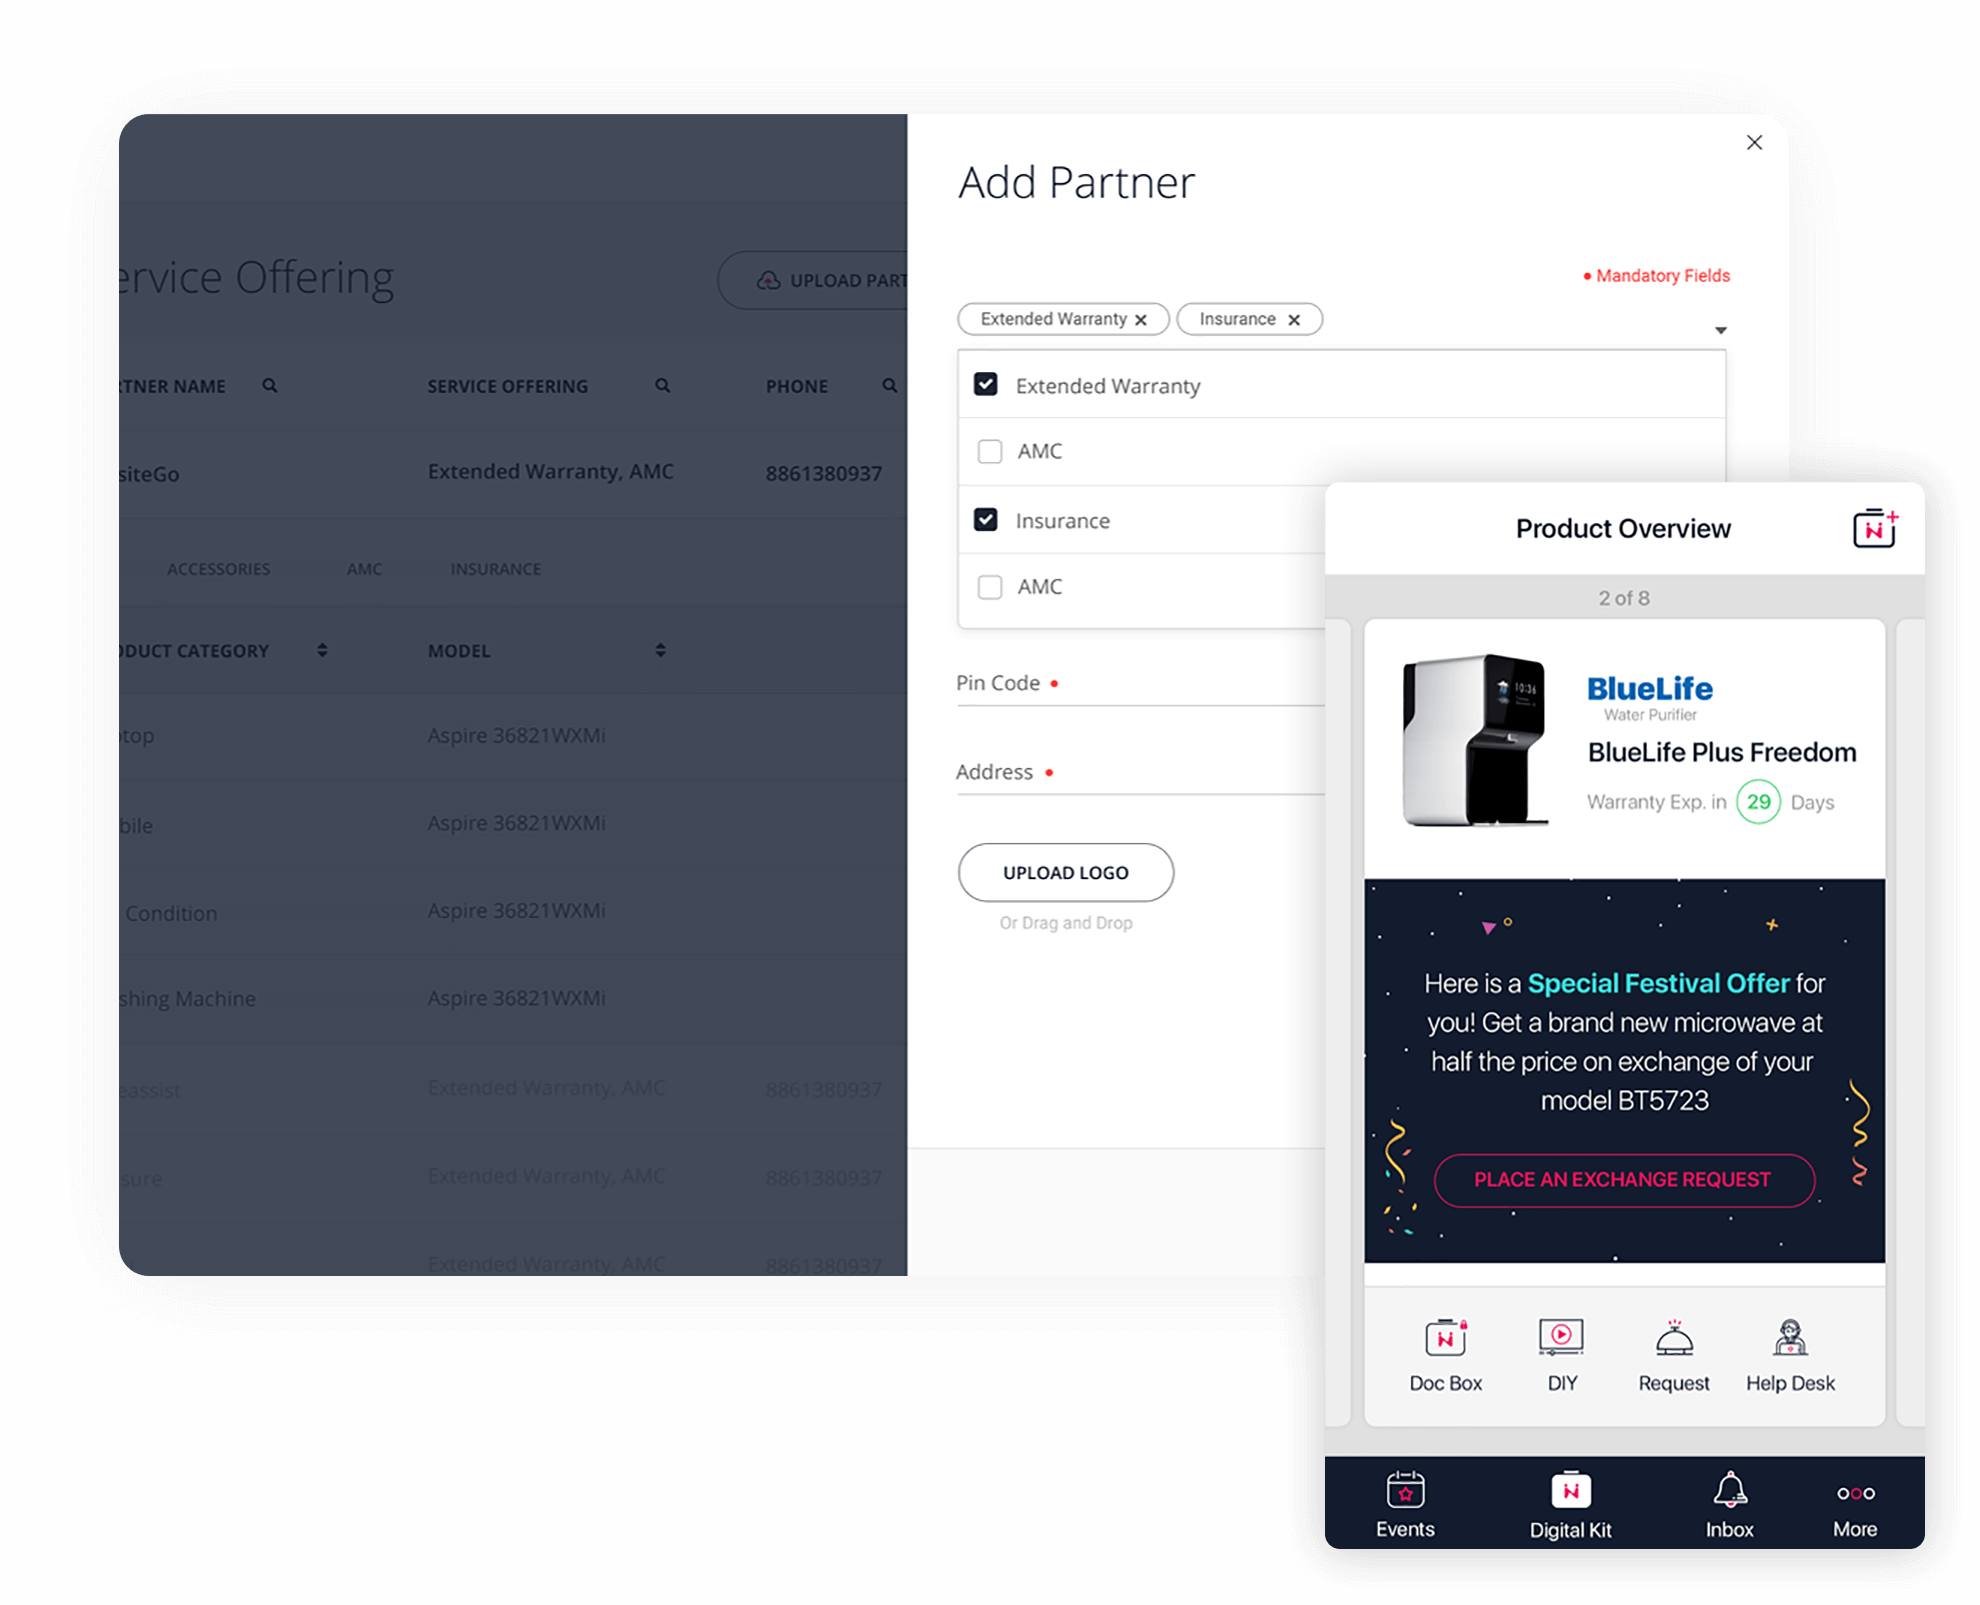 Add Partner
Mandatory Fields
Extended Warranty
Insurance
Extended Warranty
AMC
Insurance
AMC
Pin Code
Address
UPLOAD LOGO
Or Drag and Drop
ervice Offering
UPLOAD PART
TNER NAME
SERVICE OFFERING
PHONE
siteGo
Extended Warranty, AMC
8861380937
ACCESSORIES
AMC
INSURANCE
DUCT CATEGORY
MODEL
top
Aspire 36821WXMi
bile
Aspire 36821WXMi
Condition
Aspire 36821WXMi
shing Machine
Aspire 36821WXMi
eassist
Extended Warranty, AMC
8861380937
sure
Extended Warranty, AMC
8861380937
Extended Warranty, AMC
8861380937
Product Overview
2 of 8
10:36
BlueLife
Water Purifier
BlueLife Plus Freedom
Warranty Exp. in 29 Days
Here is a Special Festival Offer for
you! Get a brand new microwave at
half the price on exchange of your
model BT5723
PLACE AN EXCHANGE REQUEST
Doc Box
DIY
Request
Help Desk
Events
Digital Kit
Inbox
More